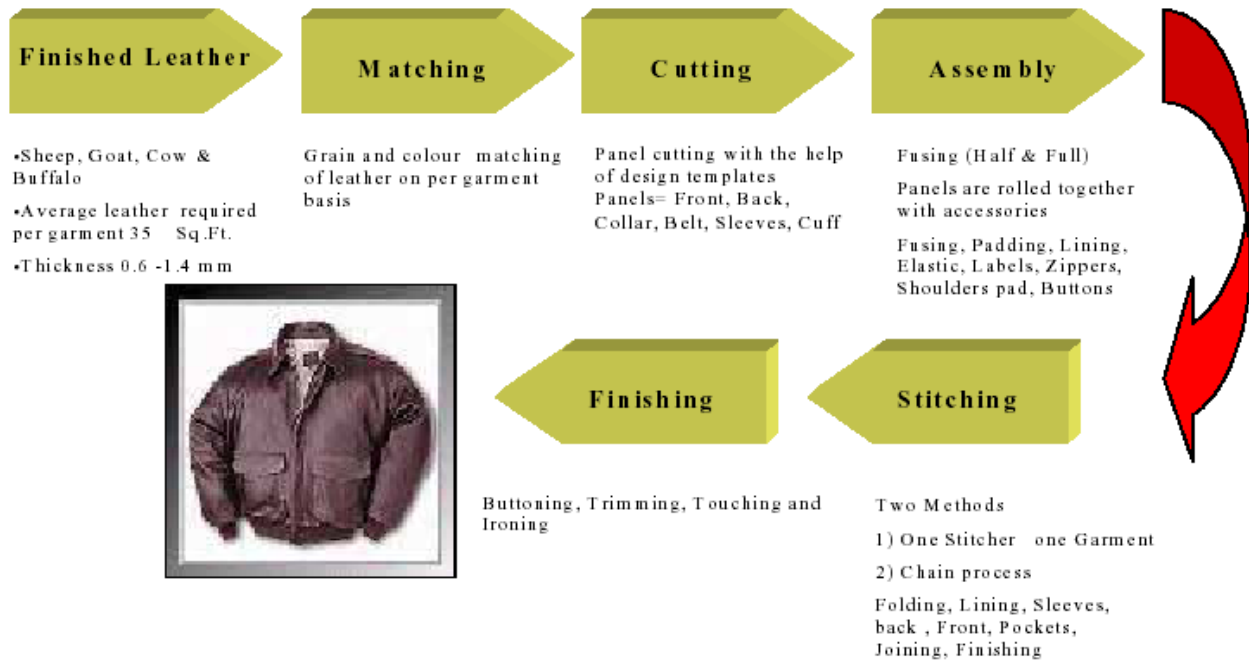 Finished Leather
Matching
Cutting
Assembly
•Sheep, Goat, Cow &
Buffalo
•Average leather required
per garment 35 Sq.Ft.
•Thickness 0.6 -1.4 mm
Grain and colour matching
of leather on per garment
basis
Panel cutting with the help
of design templates
Panels= Front, Back,
Collar, Belt, Sleeves, Cuff
Fusing (Half & Full)
Panels are rolled together
with accessories
Fusing, Padding, Lining,
Elastic, Labels, Zippers,
Shoulders pad, Buttons
Stitching
Two Methods
1) One Stitcher one Garment
2) Chain process
Folding, Lining, Sleeves,
back , Front, Pockets,
Joining, Finishing
Finishing
Buttoning, Trimming, Touching and
Ironing